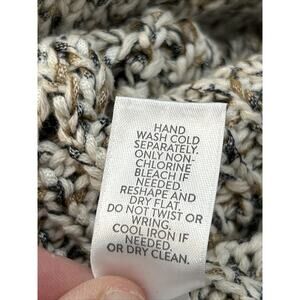 HAND
WASH COLD
SEPARATELY.
ONLY NON-
CHLORINE
BLEACH IF
NEEDED.
RESHAPE AND
DRY FLAT.
DO NOT TWIST OR
WRING.
COOL IRON IF
NEEDED.
OR DRY CLEAN.